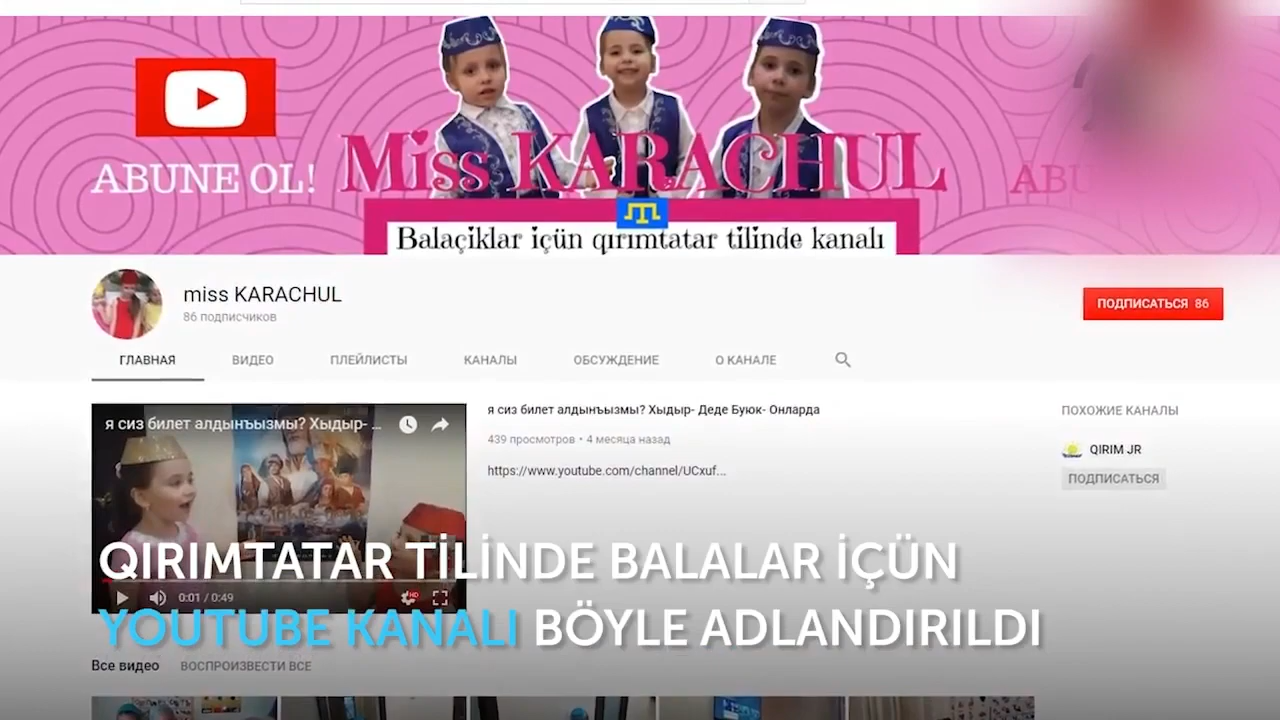 ABUNE OL!
Miss KARACHUL
Balaçiklar içün qırımtatar tilinde kanalı
miss KARACHUL
86 подписчиков
ПОДПИСАТЬСЯ 86
ГЛАВНАЯ ВИДЕО ПЛЕЙЛИСТЫ КАНАЛЫ ОБСУЖДЕНИЕ О КАНАЛЕ
я сиз билет алдынъызмы? Хыдыр- ...
я сиз билет алдынъызмы? Хыдыр- Деде Буюк- Онларда
439 просмотров • 4 месяца назад
https://www.youtube.com/channel/UCxuf...
ПОХОЖИЕ КАНАЛЫ
QIRIM JR
ПОДПИСАТЬСЯ
0:01 / 0:49
HD
QIRIMTATAR TİLİNDE BALALAR İÇÜN
YOUTUBE KANALI BÖYLE ADLANDIRILDI
Все видео ВОСПРОИЗВЕСТИ ВСЕ